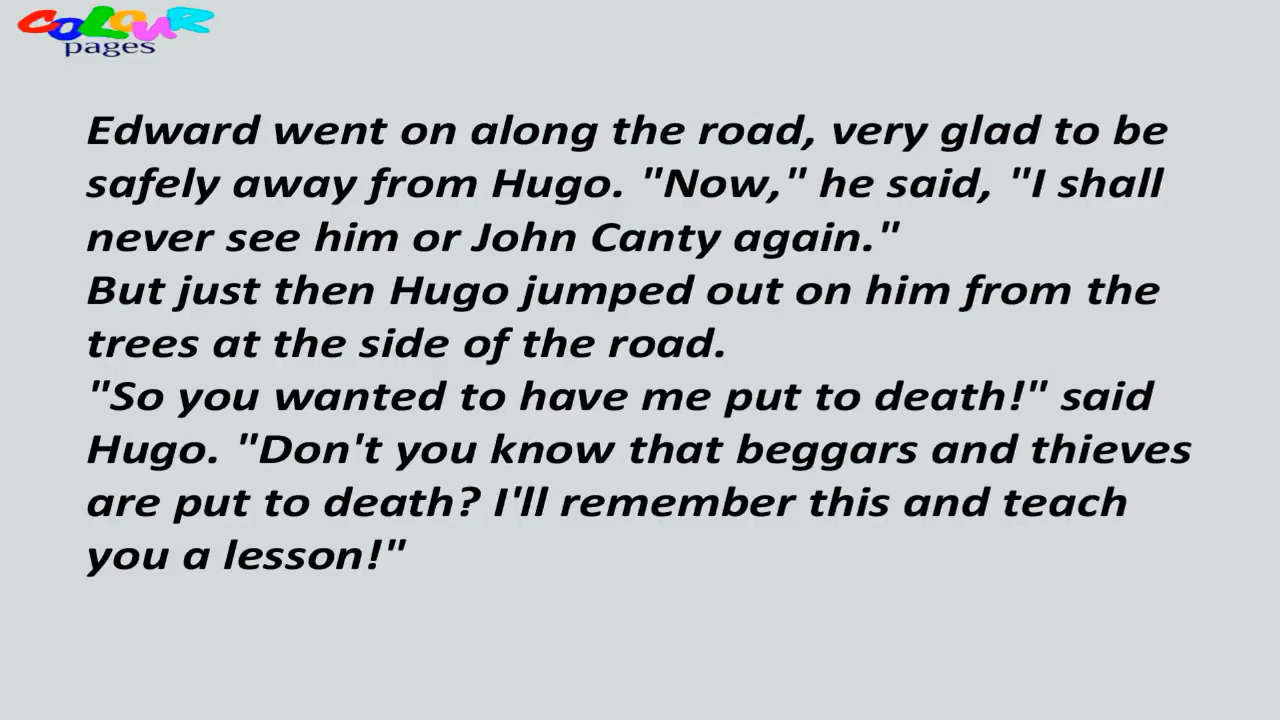 COLOUR
pages
Edward went on along the road, very glad to be
safely away from Hugo. "Now," he said, "I shall
never see him or John Canty again."
But just then Hugo jumped out on him from the
trees at the side of the road.
"So you wanted to have me put to death!" said
Hugo. "Don't you know that beggars and thieves
are put to death? I'll remember this and teach
you a lesson!"